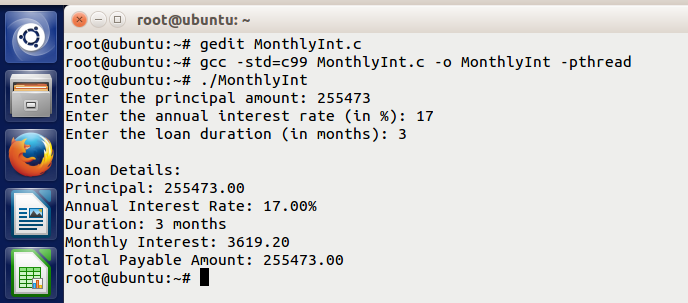 root@ubuntu: ~
root@ubuntu:~# gedit MonthlyInt.c
root@ubuntu:~# gcc -std=c99 MonthlyInt.c -o MonthlyInt -pthread
root@ubuntu:~# ./MonthlyInt
Enter the principal amount: 255473
Enter the annual interest rate (in %): 17
Enter the loan duration (in months): 3
Loan Details:
Principal: 255473.00
Annual Interest Rate: 17.00%
Duration: 3 months
Monthly Interest: 3619.20
Total Payable Amount: 255473.00
root@ubuntu:~#